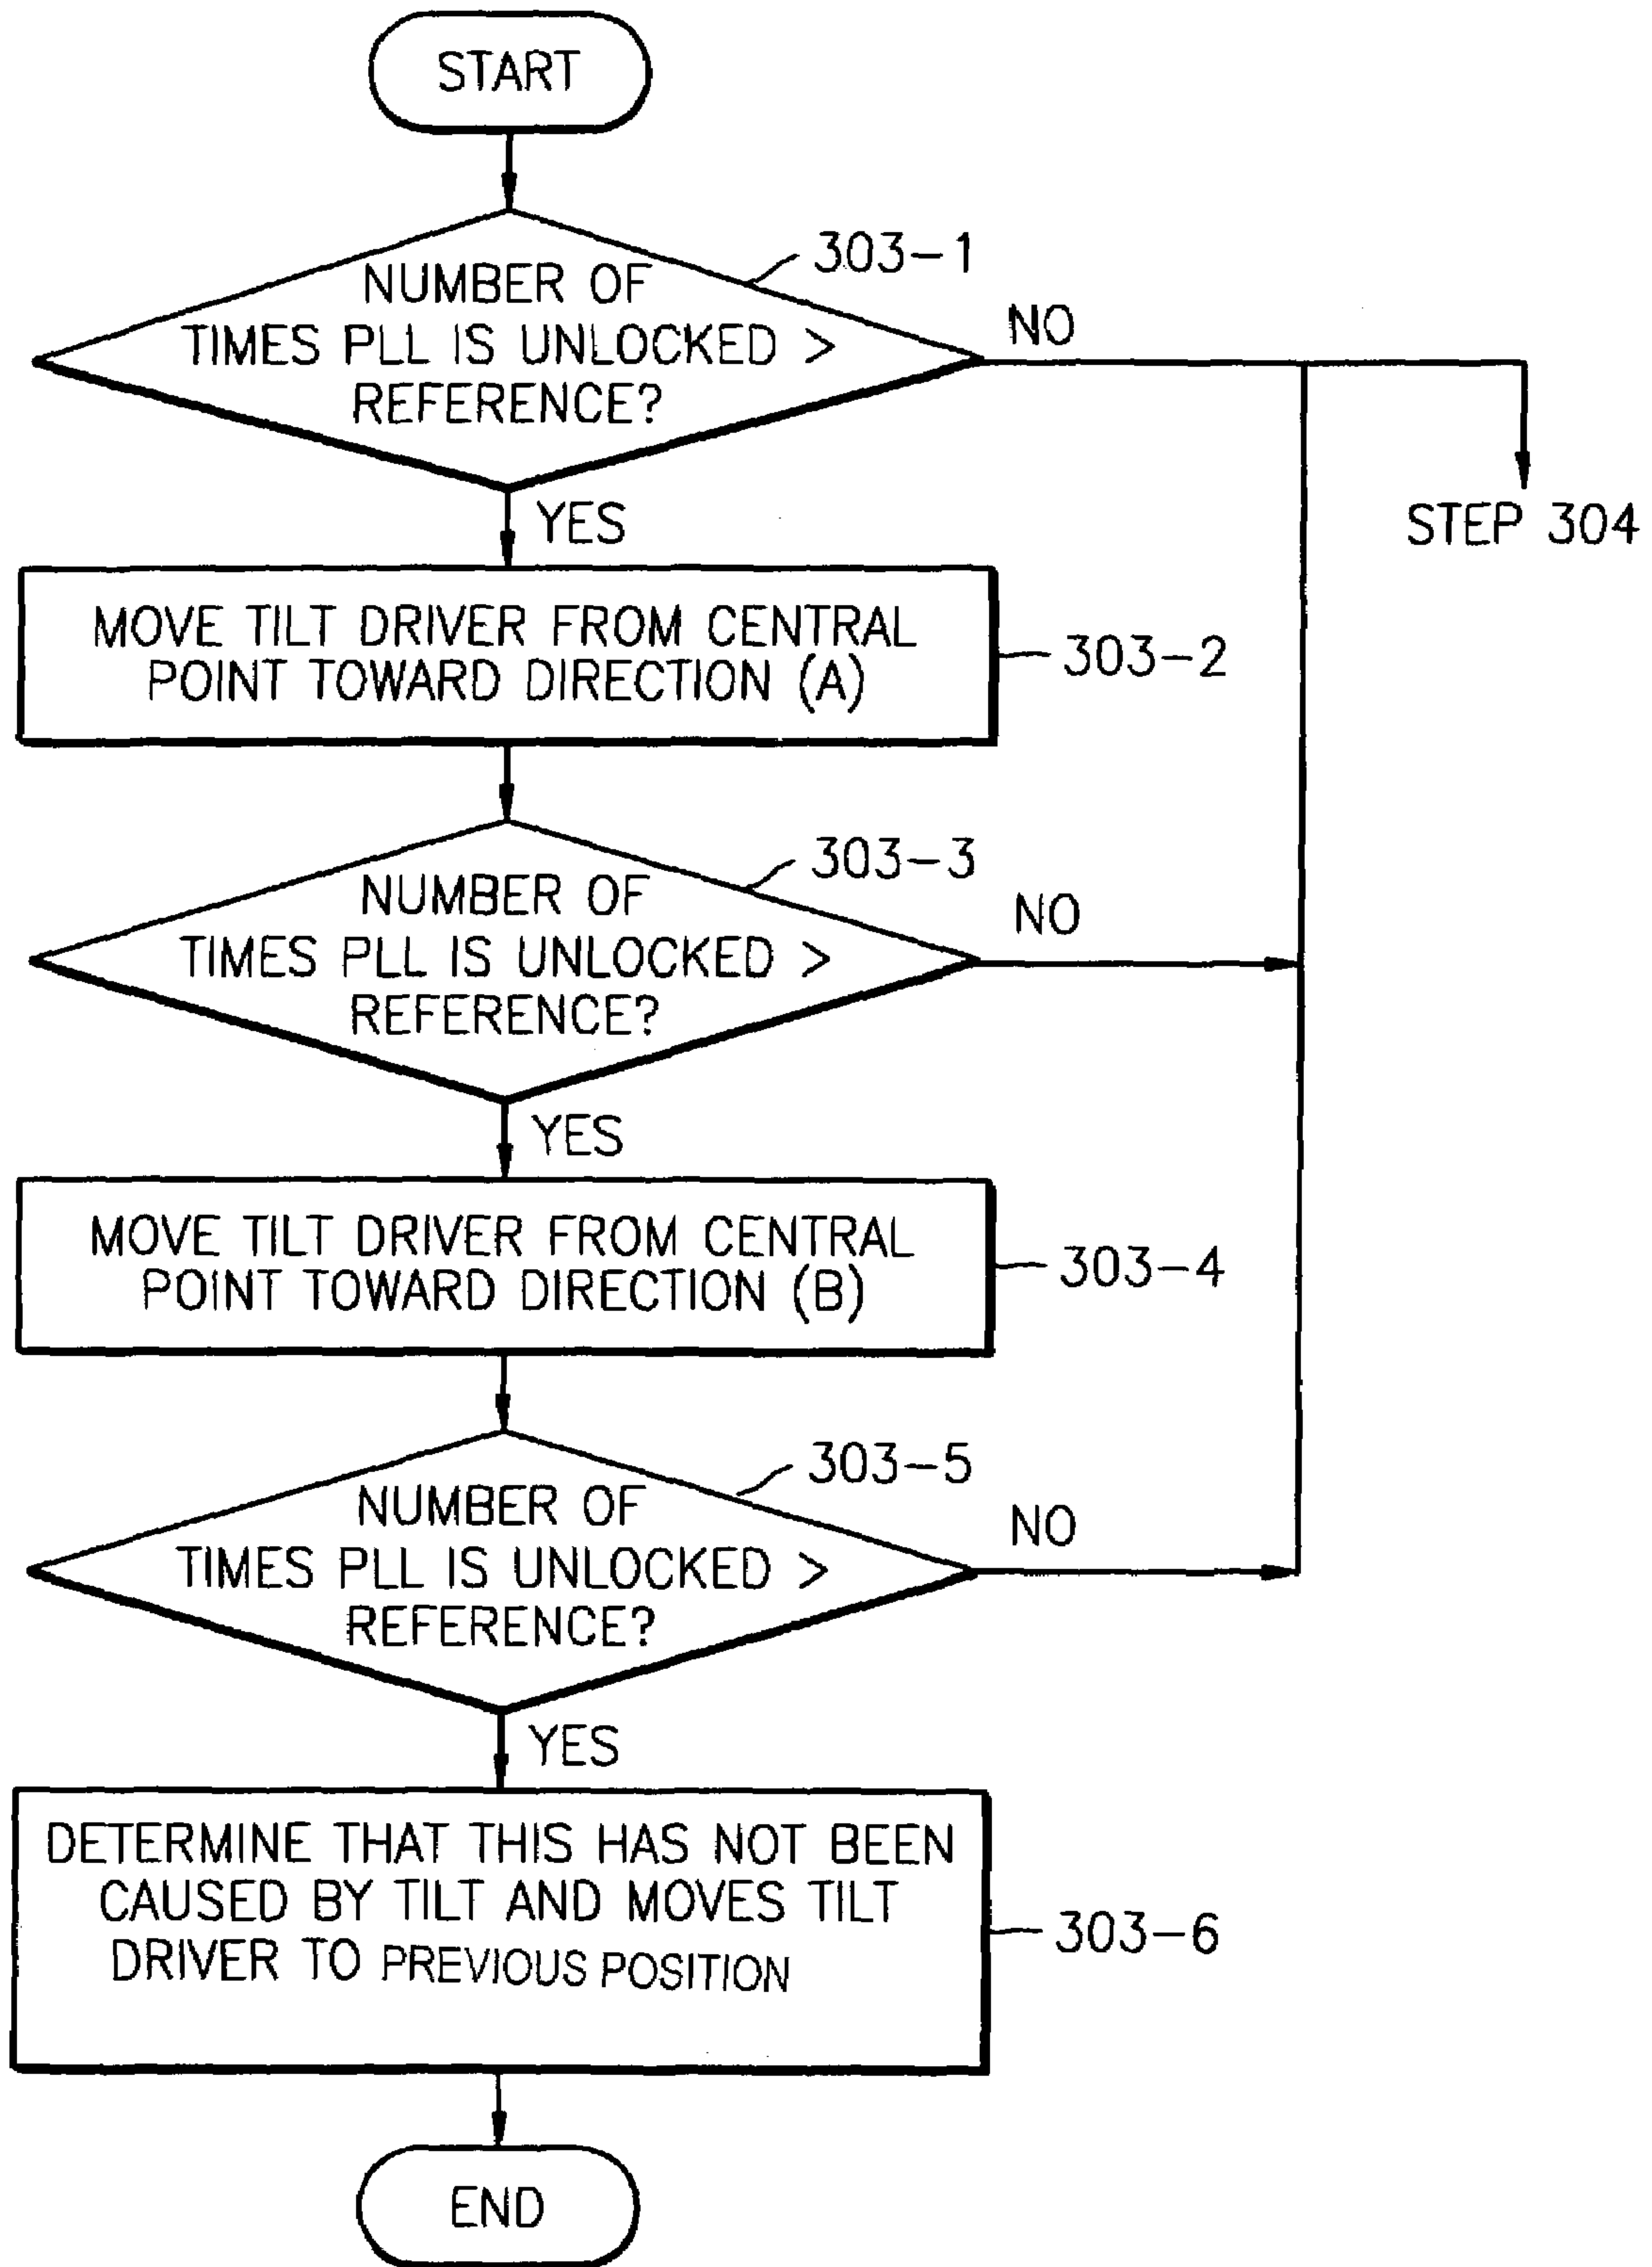 START
303-1
NUMBER OF
TIMES PLL IS UNLOCKED >
REFERENCE?
NO
STEP 304
YES
MOVE TILT DRIVER FROM CENTRAL
POINT TOWARD DIRECTION (A)
303-2
303-3
NUMBER OF
TIMES PLL IS UNLOCKED >
REFERENCE?
NO
YES
MOVE TILT DRIVER FROM CENTRAL
POINT TOWARD DIRECTION (B)
303-4
303-5
NUMBER OF
TIMES PLL IS UNLOCKED >
REFERENCE?
NO
YES
DETERMINE THAT THIS HAS NOT BEEN
CAUSED BY TILT AND MOVES TILT
DRIVER TO PREVIOUS POSITION
303-6
END